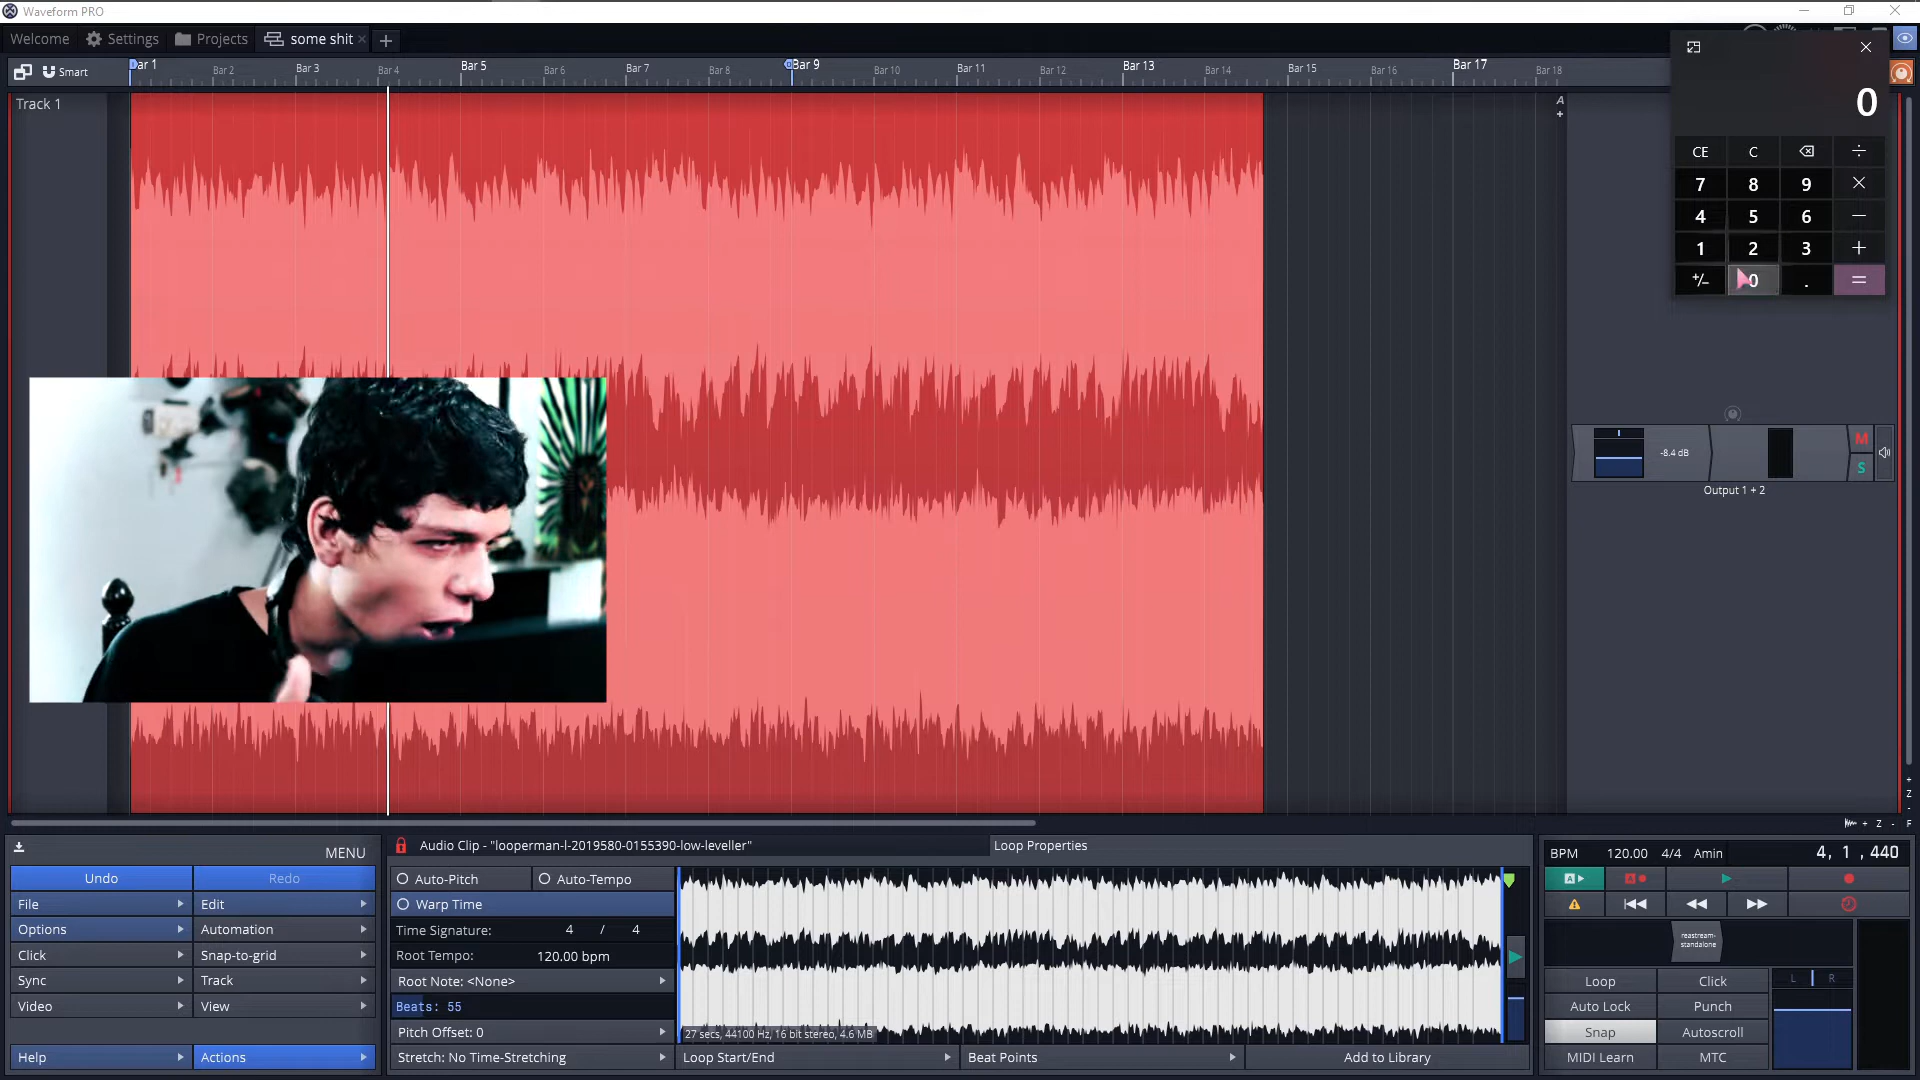 Waveform PRO
Welcome Settings Projects some shit
Smart
Bar 1 Bar 2 Bar 3 Bar 4 Bar 5 Bar 6 Bar 7 Bar 8 Bar 9 Bar 10 Bar 11 Bar 12 Bar 13 Bar 14 Bar 15 Bar 16 Bar 17 Bar 18
Track 1
A
+
0
CE C ÷
7 8 9 ×
4 5 6 −
1 2 3 +
+/− 0 . =
-8.4 dB
M
S
Output 1 + 2
+
Z
-
+ Z - F
MENU
Undo Redo
File Edit
Options Automation
Click Snap-to-grid
Sync Track
Video View
Help Actions
Audio Clip - "looperman-l-2019580-0155390-low-leveller"
Loop Properties
Auto-Pitch Auto-Tempo
Warp Time
Time Signature: 4 / 4
Root Tempo: 120.00 bpm
Root Note: <None>
Beats: 55
Pitch Offset: 0
Stretch: No Time-Stretching
27 secs, 44100 Hz, 16 bit stereo, 4.6 MB
Loop Start/End Beat Points Add to Library
BPM 120.00 4/4 Amin 4, 1 , 440
A A
reastream-
standalone
Loop Click
Auto Lock Punch
Snap Autoscroll
MIDI Learn MTC
L R